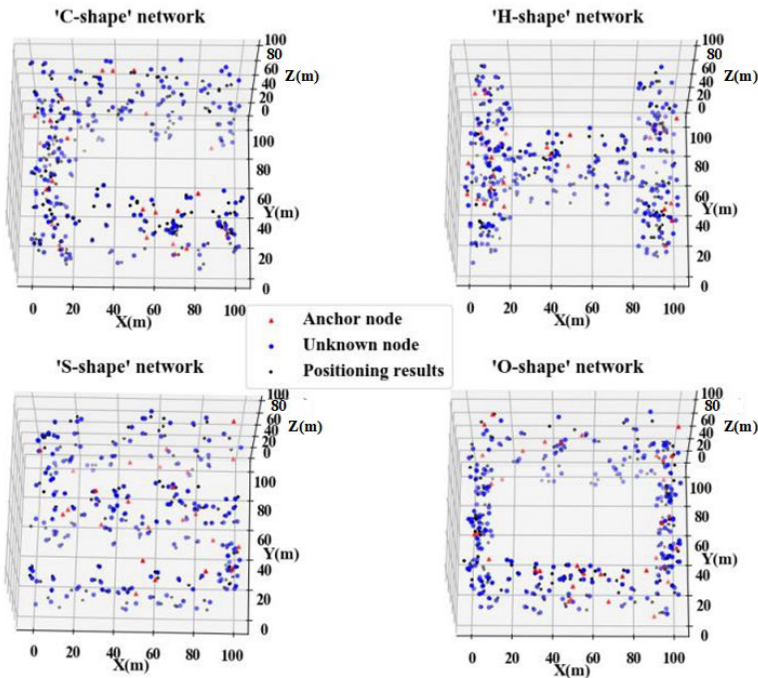 'C-shape' network
'H-shape' network
100
80
60
40
20
0
Z(m)
100
80
60
40
20
0
Y(m)
0 20 40 60 80 100
X(m)
100
80
60
40
20
0
Z(m)
100
80
60
40
20
0
Y(m)
0 20 40 60 80 100
X(m)
Anchor node
Unknown node
Positioning results
'S-shape' network
'O-shape' network
100
80
60
40
20
0
Z(m)
100
80
60
40
20
0
Y(m)
0 20 40 60 80 100
X(m)
100
80
60
40
20
0
Z(m)
100
80
60
40
20
0
Y(m)
0 20 40 60 80 100
X(m)